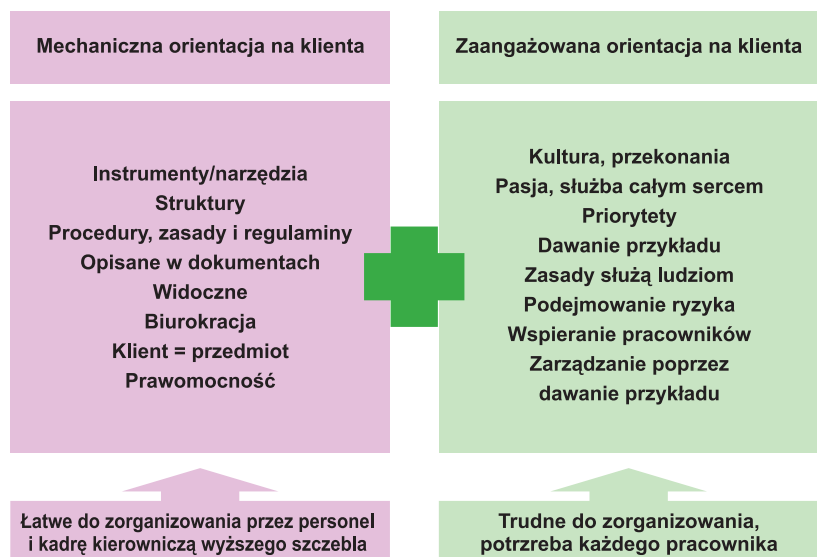 Mechaniczna orientacja na klienta
Instrumenty/narzędzia
Struktury
Procedury, zasady i regulaminy
Opisane w dokumentach
Widoczne
Biurokracja
Klient = przedmiot
Prawomocność
Łatwe do zorganizowania przez personel
i kadrę kierowniczą wyższego szczebla
Zaangażowana orientacja na klienta
Kultura, przekonania
Pasja, służba całym sercem
Priorytety
Dawanie przykładu
Zasady służą ludziom
Podejmowanie ryzyka
Wspieranie pracowników
Zarządzanie poprzez
dawanie przykładu
Trudne do zorganizowania,
potrzreba każdego pracownika